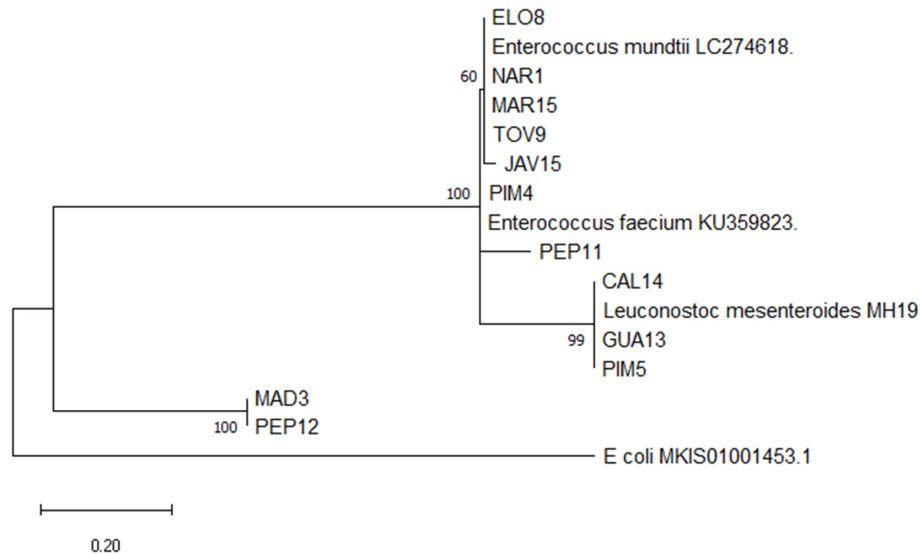 ELO8
Enterococcus mundtii LC274618.
60
NAR1
MAR15
TOV9
JAV15
100
PIM4
Enterococcus faecium KU359823.
PEP11
CAL14
Leuconostoc mesenteroides MH19
99
GUA13
PIM5
MAD3
100
PEP12
E coli MKIS01001453.1
0.20